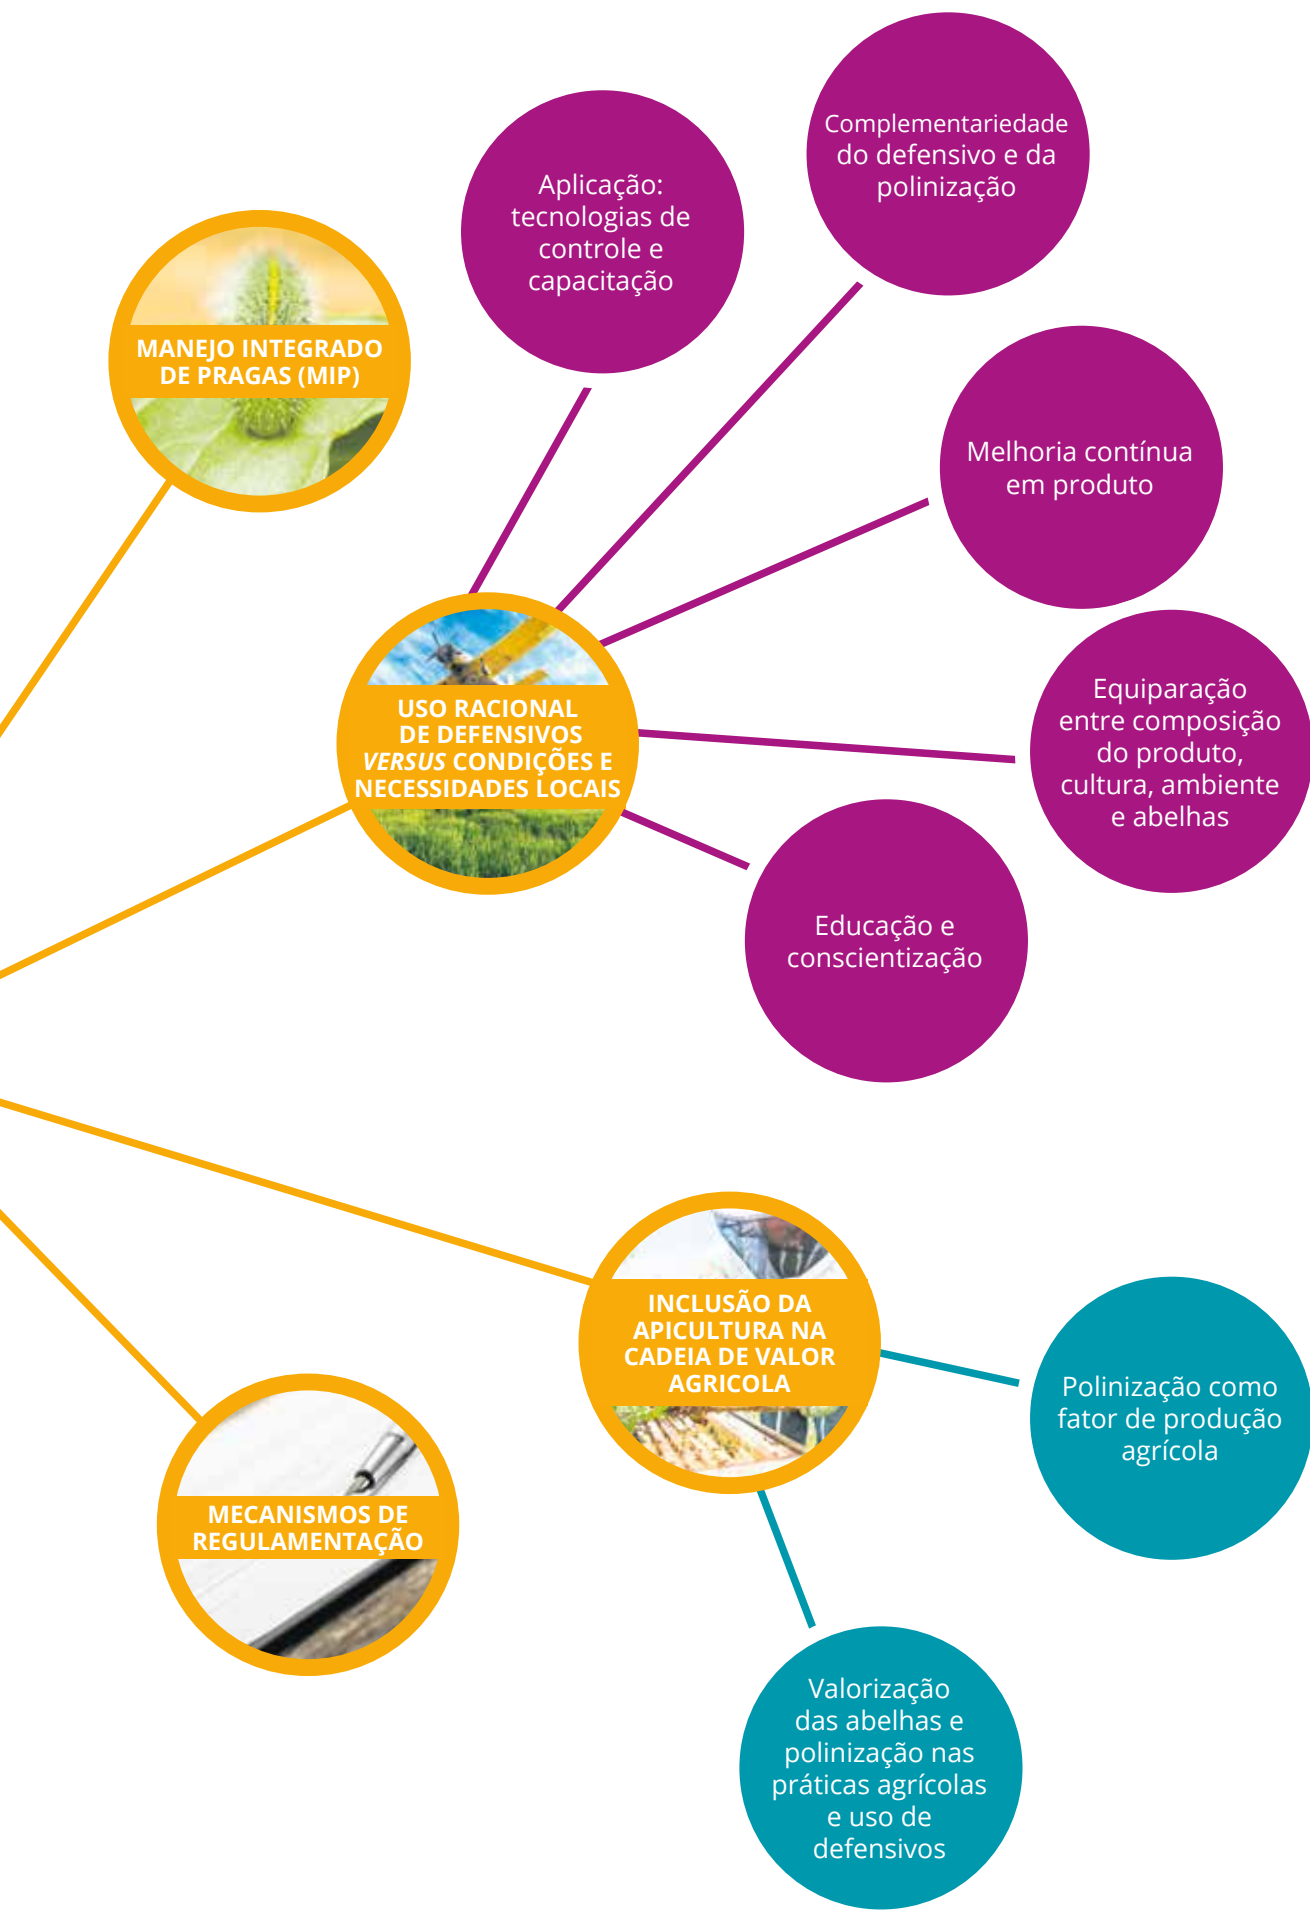 Complementariedade
do defensivo e da
polinização
Aplicação:
tecnologias de
controle e
capacitação
MANEJO INTEGRADO
DE PRAGAS (MIP)
Melhoria contínua
em produto
USO RACIONAL
DE DEFENSIVOS
VERSUS CONDIÇÕES E
NECESSIDADES LOCAIS
Equiparação
entre composição
do produto,
cultura, ambiente
e abelhas
Educação e
conscientização
INCLUSÃO DA
APICULTURA NA
CADEIA DE VALOR
AGRICOLA
Polinização como
fator de produção
agrícola
MECANISMOS DE
REGULAMENTAÇÃO
Valorização
das abelhas e
polinização nas
práticas agrícolas
e uso de
defensivos